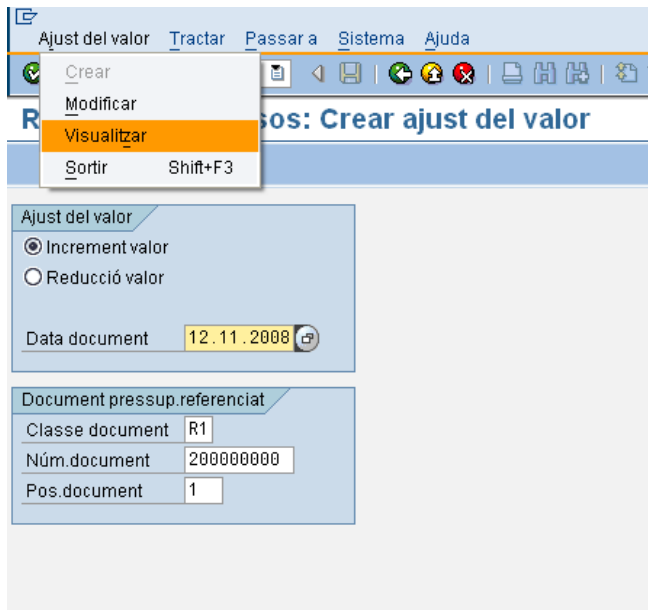 Ajust del valor Tractar Passar a Sistema Ajuda
Crear
Modificar
R sos: Crear ajust del valor
Visualitzar
Sortir Shift+F3
Ajust del valor
Increment valor
Reducció valor
Data document 12.11.2008
Document pressup.referenciat
Classe document R1
Núm.document 200000000
Pos.document 1